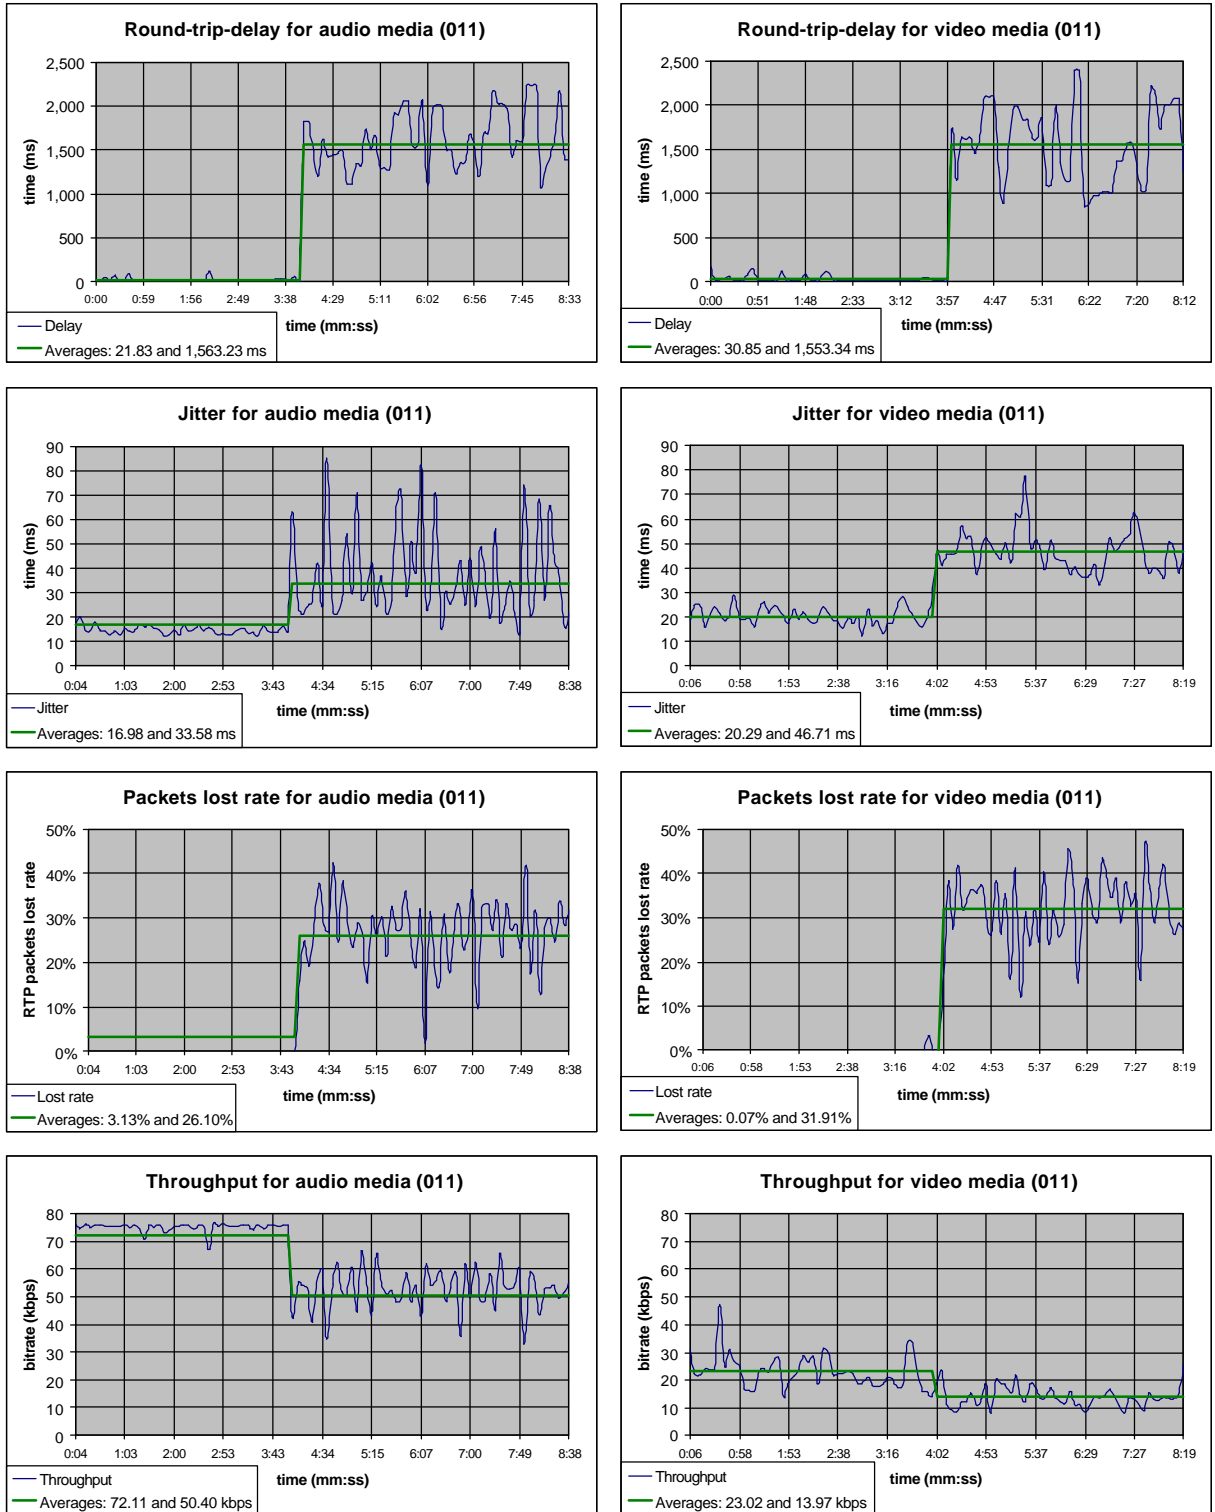 Round-trip-delay for audio media (011)
2,500
2,000
1,500
1,000
500
0
time (ms)
0:00 0:59 1:56 2:49 3:38 4:29 5:11 6:02 6:56 7:45 8:33
time (mm:ss)
Delay
Averages: 21.83 and 1,563.23 ms
Round-trip-delay for video media (011)
2,500
2,000
1,500
1,000
500
0
time (ms)
0:00 0:51 1:48 2:33 3:12 3:57 4:47 5:31 6:22 7:20 8:12
time (mm:ss)
Delay
Averages: 30.85 and 1,553.34 ms
Jitter for audio media (011)
90
80
70
60
50
40
30
20
10
0
time (ms)
0:04 1:03 2:00 2:53 3:43 4:34 5:15 6:07 7:00 7:49 8:38
time (mm:ss)
Jitter
Averages: 16.98 and 33.58 ms
Jitter for video media (011)
90
80
70
60
50
40
30
20
10
0
time (ms)
0:06 0:58 1:53 2:38 3:16 4:02 4:53 5:37 6:29 7:27 8:19
time (mm:ss)
Jitter
Averages: 20.29 and 46.71 ms
Packets lost rate for audio media (011)
50%
40%
30%
20%
10%
0%
RTP packets lost rate
0:04 1:03 2:00 2:53 3:43 4:34 5:15 6:07 7:00 7:49 8:38
time (mm:ss)
Lost rate
Averages: 3.13% and 26.10%
Packets lost rate for video media (011)
50%
40%
30%
20%
10%
0%
RTP packets lost rate
0:06 0:58 1:53 2:38 3:16 4:02 4:53 5:37 6:29 7:27 8:19
time (mm:ss)
Lost rate
Averages: 0.07% and 31.91%
Throughput for audio media (011)
80
70
60
50
40
30
20
10
0
bitrate (kbps)
0:04 1:03 2:00 2:53 3:43 4:34 5:15 6:07 7:00 7:49 8:38
time (mm:ss)
Throughput
Averages: 72.11 and 50.40 kbps
Throughput for video media (011)
80
70
60
50
40
30
20
10
0
bitrate (kbps)
0:06 0:58 1:53 2:38 3:16 4:02 4:53 5:37 6:29 7:27 8:19
time (mm:ss)
Throughput
Averages: 23.02 and 13.97 kbps